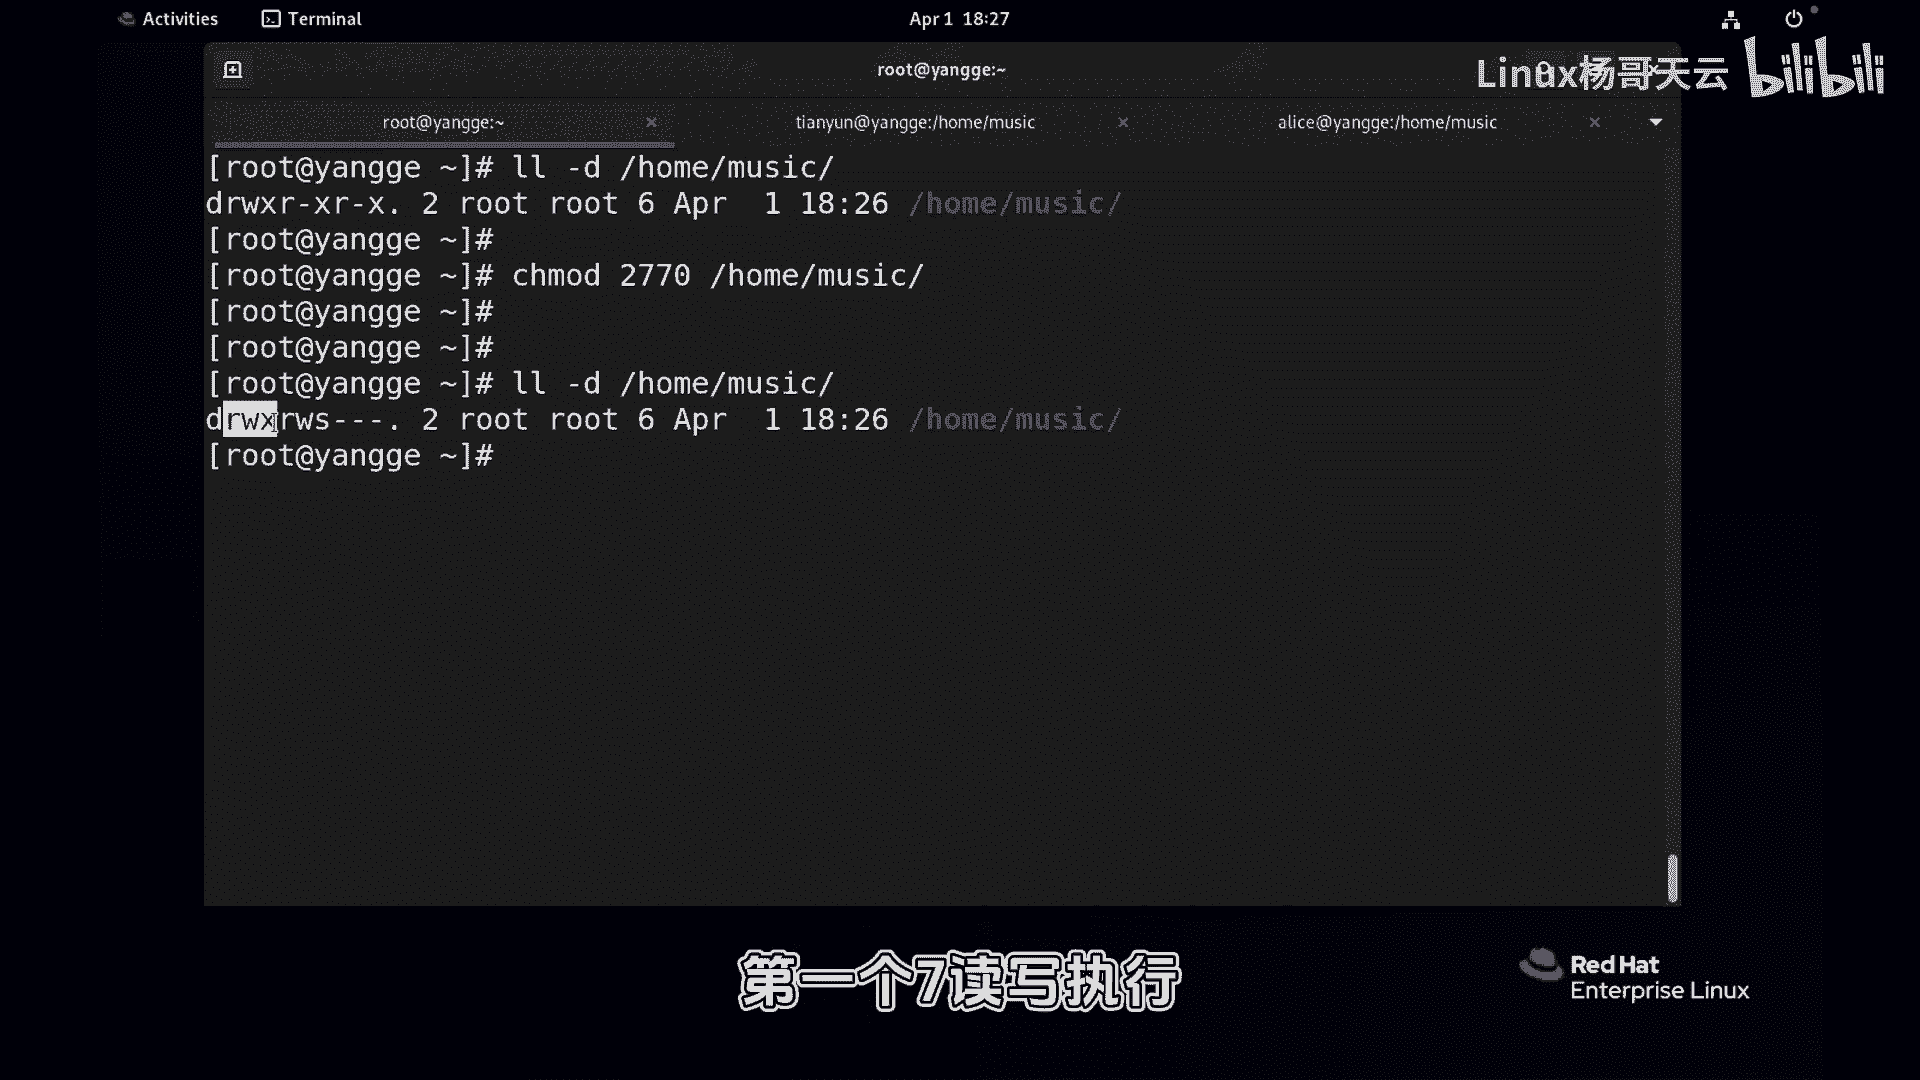 Activities Terminal Apr 1 18:27
root@yangge:~
Linux杨哥天云 bilibili
root@yangge:~ × tianyun@yangge:/home/music × alice@yangge:/home/music ×
[root@yangge ~]# ll -d /home/music/
drwxr-xr-x. 2 root root 6 Apr  1 18:26 /home/music/
[root@yangge ~]#
[root@yangge ~]# chmod 2770 /home/music/
[root@yangge ~]#
[root@yangge ~]#
[root@yangge ~]# ll -d /home/music/
drwxrws---. 2 root root 6 Apr  1 18:26 /home/music/
[root@yangge ~]#
第一个7读写执行
Red Hat
Enterprise Linux